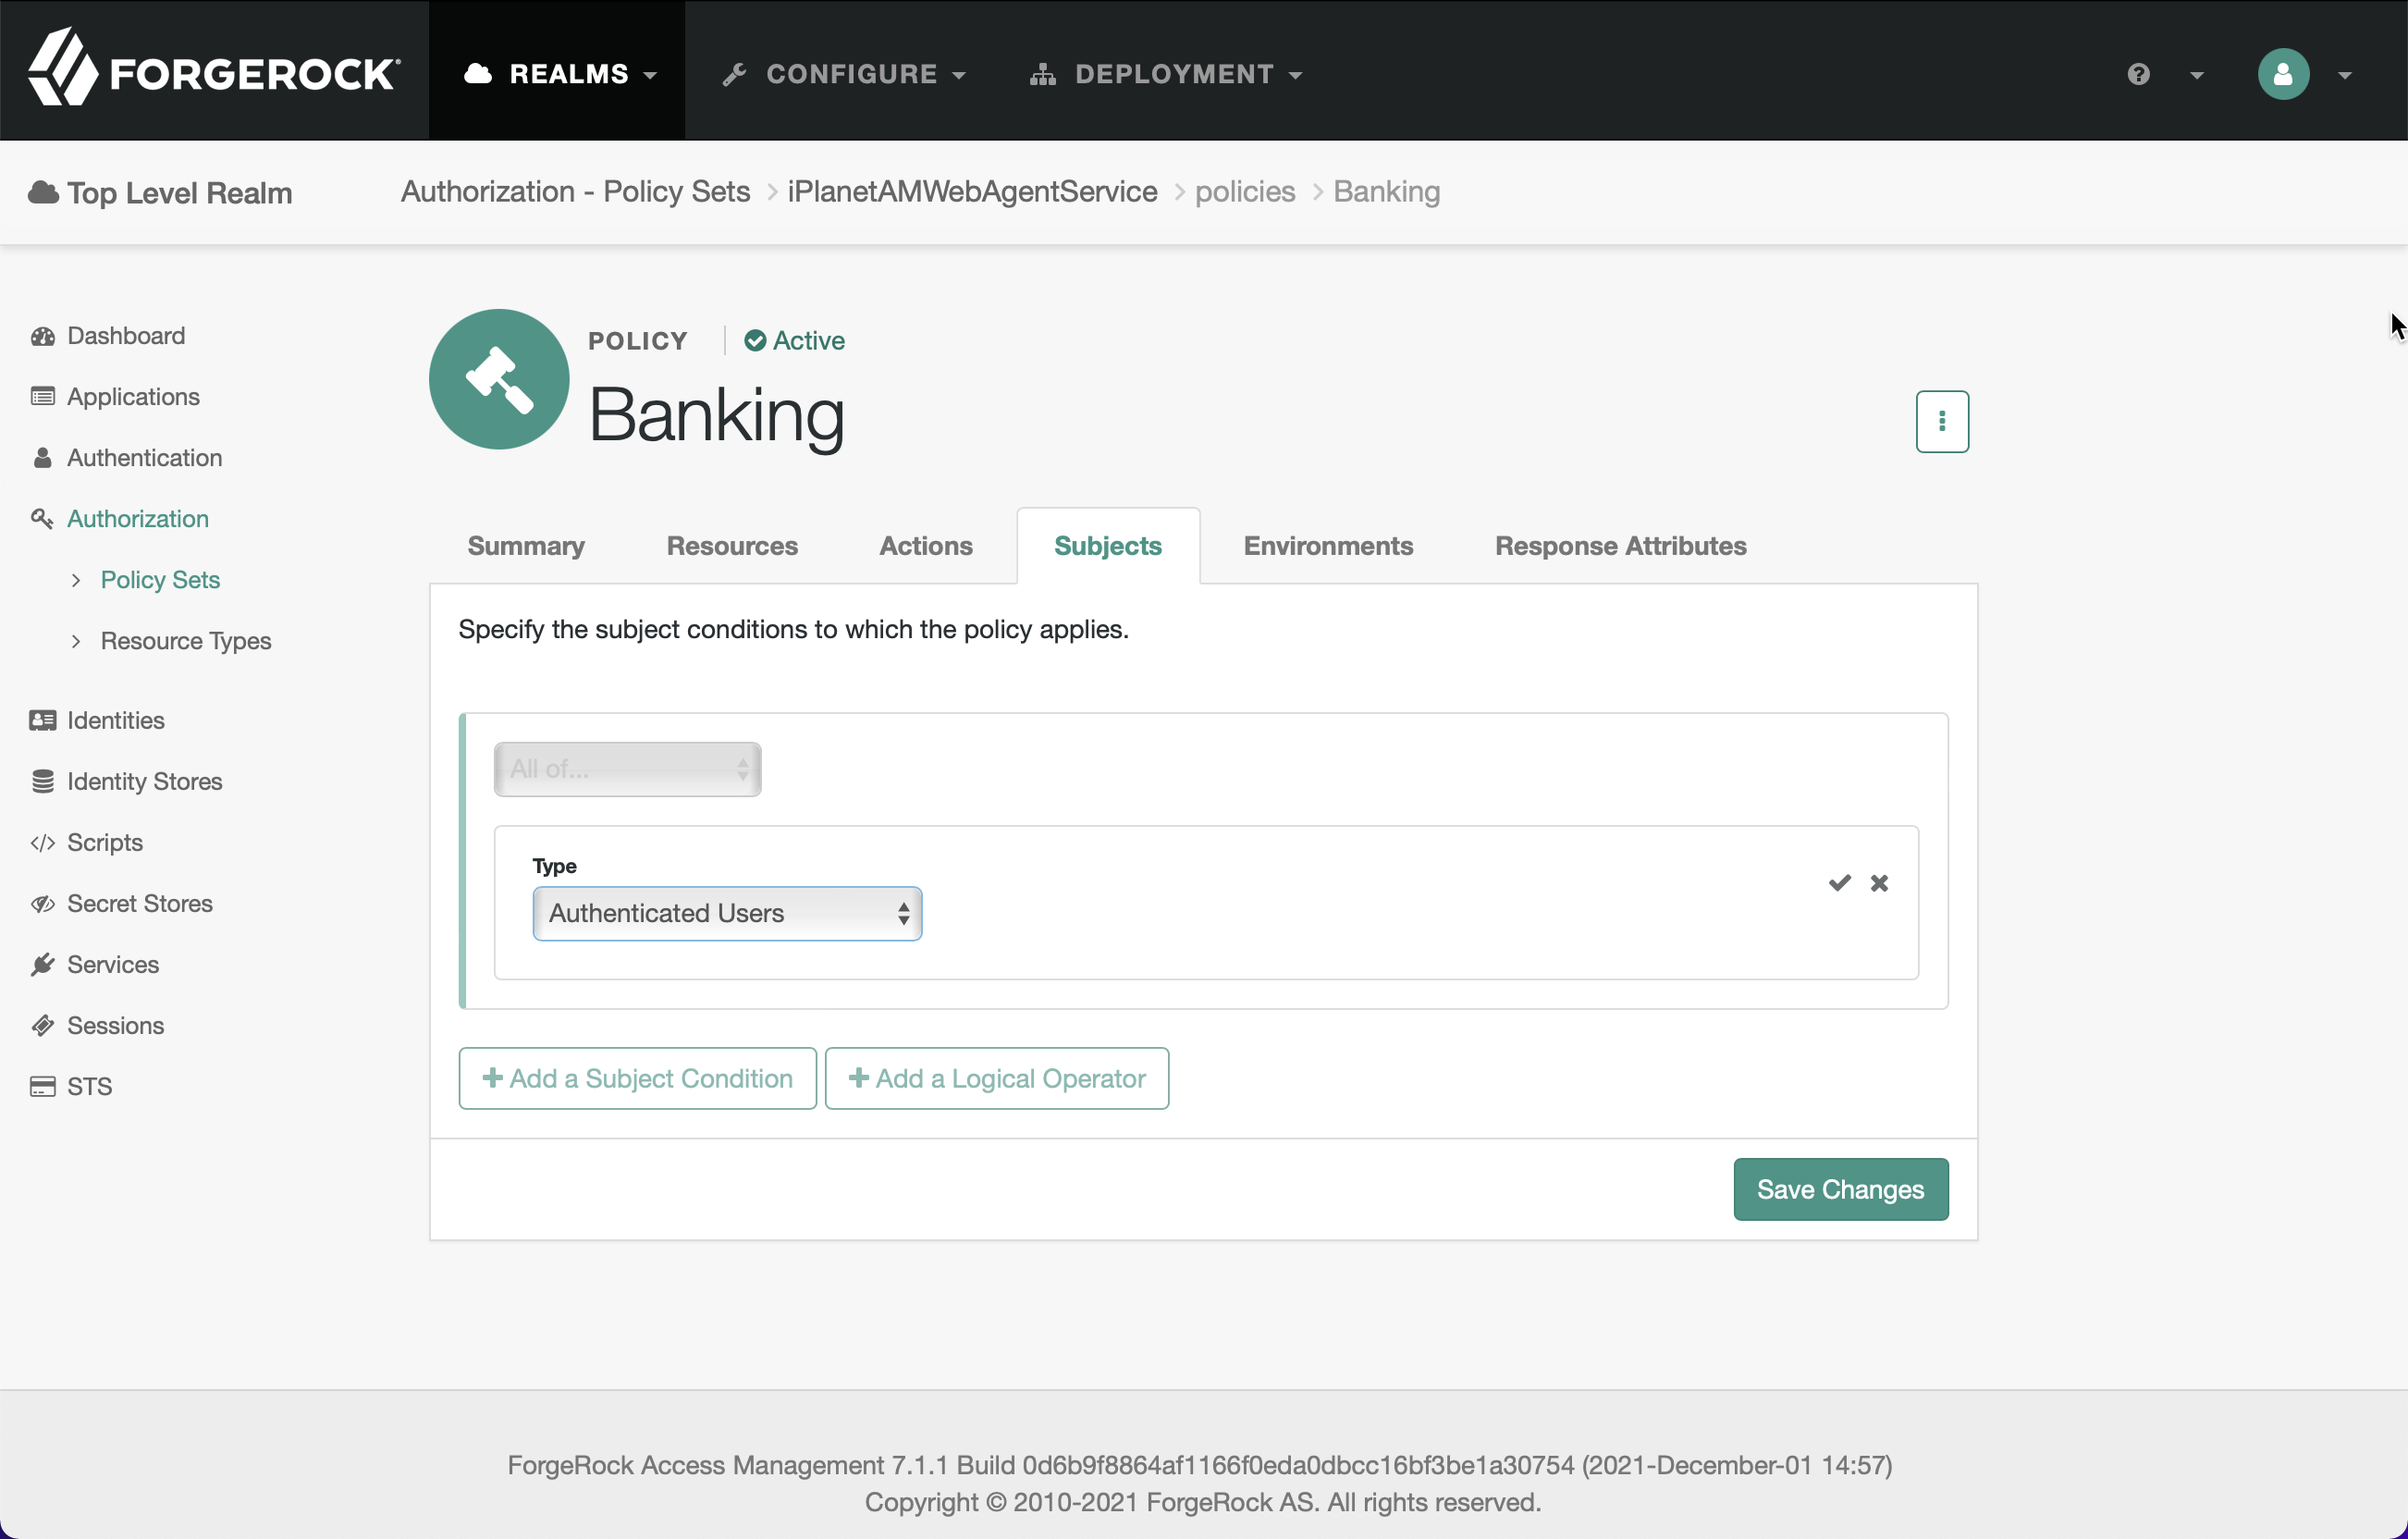 FORGEROCK
REALMS
CONFIGURE
DEPLOYMENT
Top Level Realm
Authorization - Policy Sets > iPlanetAMWebAgentService > policies > Banking
Dashboard
Applications
Authentication
Authorization
Policy Sets
Resource Types
Identities
Identity Stores
Scripts
Secret Stores
Services
Sessions
STS
POLICY
Active
Banking
Summary
Resources
Actions
Subjects
Environments
Response Attributes
Specify the subject conditions to which the policy applies.
All of...
Type
Authenticated Users
Add a Subject Condition
Add a Logical Operator
Save Changes
ForgeRock Access Management 7.1.1 Build 0d6b9f8864af1166f0eda0dbcc16bf3be1a30754 (2021-December-01 14:57)
Copyright © 2010-2021 ForgeRock AS. All rights reserved.